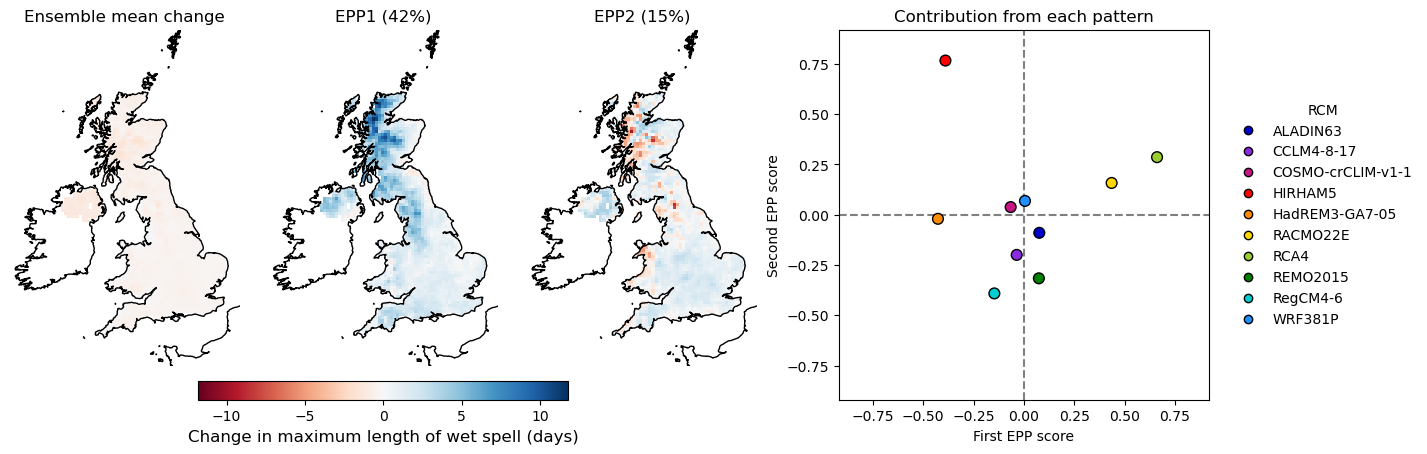 Ensemble mean change
EPP1 (42%)
EPP2 (15%)
−10
−5
0
5
10
Change in maximum length of wet spell (days)
Contribution from each pattern
Second EPP score
0.75
0.50
0.25
0.00
−0.25
−0.50
−0.75
−0.75
−0.50
−0.25
0.00
0.25
0.50
0.75
First EPP score
RCM
ALADIN63
CCLM4-8-17
COSMO-crCLIM-v1-1
HIRHAM5
HadREM3-GA7-05
RACMO22E
RCA4
REMO2015
RegCM4-6
WRF381P